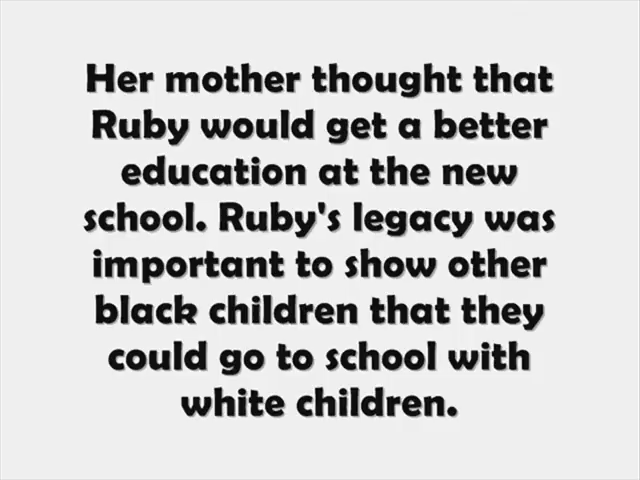 Her mother thought that
Ruby would get a better
education at the new
school. Ruby's legacy was
important to show other
black children that they
could go to school with
white children.